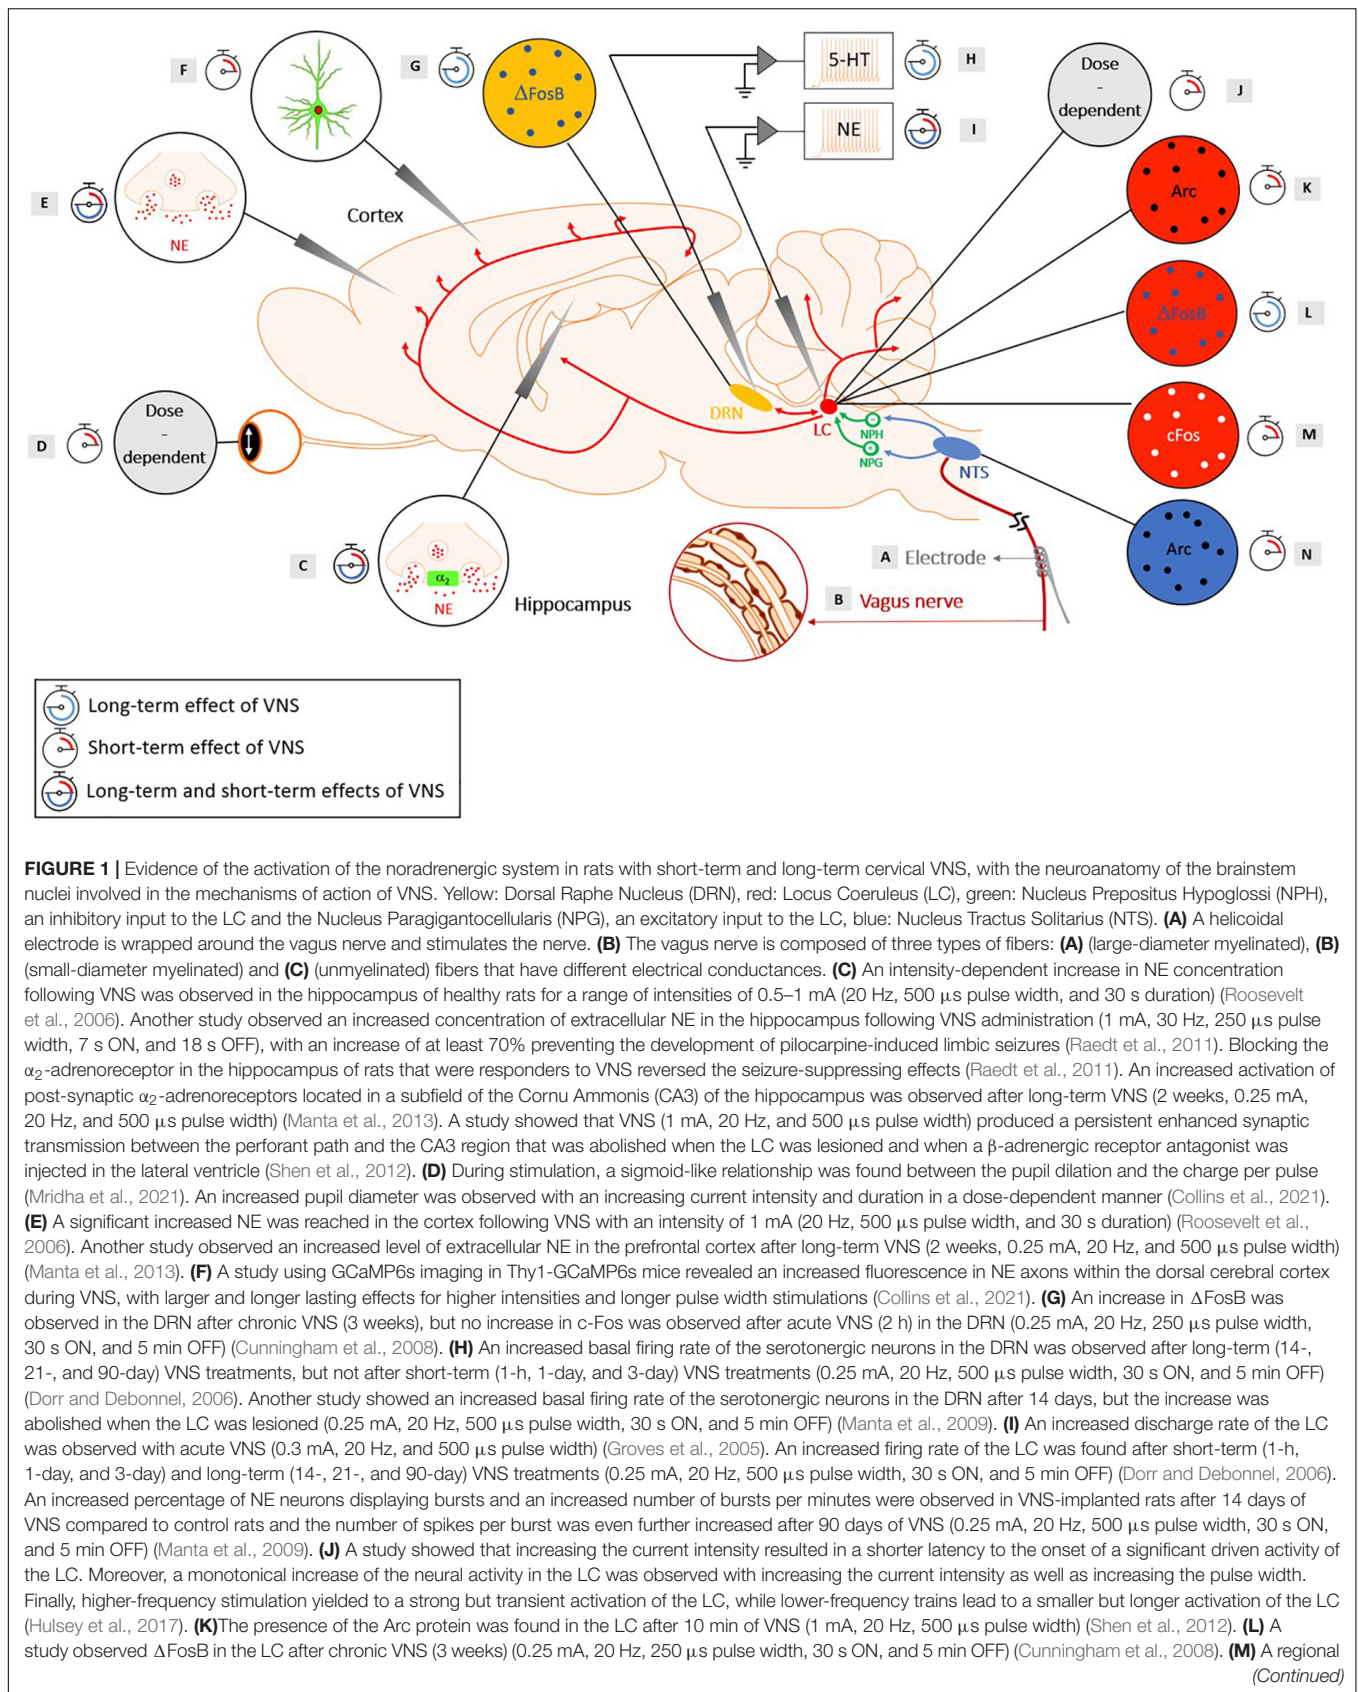 F
G
ΔFosB
5-HT
H
NE
I
Dose
-
dependent
J
Arc
K
E
NE
Cortex
ΔFosB
L
D
Dose
-
dependent
DRN
LC
NPH
NPG
NTS
cFos
M
C
α2
NE
Hippocampus
A
Electrode
B
Vagus nerve
Arc
N
Long-term effect of VNS
Short-term effect of VNS
Long-term and short-term effects of VNS
FIGURE 1 | Evidence of the activation of the noradrenergic system in rats with short-term and long-term cervical VNS, with the neuroanatomy of the brainstem
nuclei involved in the mechanisms of action of VNS. Yellow: Dorsal Raphe Nucleus (DRN), red: Locus Coeruleus (LC), green: Nucleus Prepositus Hypoglossi (NPH),
an inhibitory input to the LC and the Nucleus Paragigantocellularis (NPG), an excitatory input to the LC, blue: Nucleus Tractus Solitarius (NTS). (A) A helicoidal
electrode is wrapped around the vagus nerve and stimulates the nerve. (B) The vagus nerve is composed of three types of fibers: (A) (large-diameter myelinated), (B)
(small-diameter myelinated) and (C) (unmyelinated) fibers that have different electrical conductances. (C) An intensity-dependent increase in NE concentration
following VNS was observed in the hippocampus of healthy rats for a range of intensities of 0.5–1 mA (20 Hz, 500 μs pulse width, and 30 s duration) (Roosevelt
et al., 2006). Another study observed an increased concentration of extracellular NE in the hippocampus following VNS administration (1 mA, 30 Hz, 250 μs pulse
width, 7 s ON, and 18 s OFF), with an increase of at least 70% preventing the development of pilocarpine-induced limbic seizures (Raedt et al., 2011). Blocking the
α2-adrenoreceptor in the hippocampus of rats that were responders to VNS reversed the seizure-suppressing effects (Raedt et al., 2011). An increased activation of
post-synaptic α2-adrenoreceptors located in a subfield of the Cornu Ammonis (CA3) of the hippocampus was observed after long-term VNS (2 weeks, 0.25 mA,
20 Hz, and 500 μs pulse width) (Manta et al., 2013). A study showed that VNS (1 mA, 20 Hz, and 500 μs pulse width) produced a persistent enhanced synaptic
transmission between the perforant path and the CA3 region that was abolished when the LC was lesioned and when a β-adrenergic receptor antagonist was
injected in the lateral ventricle (Shen et al., 2012). (D) During stimulation, a sigmoid-like relationship was found between the pupil dilation and the charge per pulse
(Mridha et al., 2021). An increased pupil diameter was observed with an increasing current intensity and duration in a dose-dependent manner (Collins et al., 2021).
(E) A significant increased NE was reached in the cortex following VNS with an intensity of 1 mA (20 Hz, 500 μs pulse width, and 30 s duration) (Roosevelt et al.,
2006). Another study observed an increased level of extracellular NE in the prefrontal cortex after long-term VNS (2 weeks, 0.25 mA, 20 Hz, and 500 μs pulse width)
(Manta et al., 2013). (F) A study using GCaMP6s imaging in Thy1-GCaMP6s mice revealed an increased fluorescence in NE axons within the dorsal cerebral cortex
during VNS, with larger and longer lasting effects for higher intensities and longer pulse width stimulations (Collins et al., 2021). (G) An increase in ΔFosB was
observed in the DRN after chronic VNS (3 weeks), but no increase in c-Fos was observed after acute VNS (2 h) in the DRN (0.25 mA, 20 Hz, 250 μs pulse width,
30 s ON, and 5 min OFF) (Cunningham et al., 2008). (H) An increased basal firing rate of the serotonergic neurons in the DRN was observed after long-term (14-,
21-, and 90-day) VNS treatments, but not after short-term (1-h, 1-day, and 3-day) VNS treatments (0.25 mA, 20 Hz, 500 μs pulse width, 30 s ON, and 5 min OFF)
(Dorr and Debonnel, 2006). Another study showed an increased basal firing rate of the serotonergic neurons in the DRN after 14 days, but the increase was
abolished when the LC was lesioned (0.25 mA, 20 Hz, 500 μs pulse width, 30 s ON, and 5 min OFF) (Manta et al., 2009). (I) An increased discharge rate of the LC
was observed with acute VNS (0.3 mA, 20 Hz, and 500 μs pulse width) (Groves et al., 2005). An increased firing rate of the LC was found after short-term (1-h,
1-day, and 3-day) and long-term (14-, 21-, and 90-day) VNS treatments (0.25 mA, 20 Hz, 500 μs pulse width, 30 s ON, and 5 min OFF) (Dorr and Debonnel, 2006).
An increased percentage of NE neurons displaying bursts and an increased number of bursts per minutes were observed in VNS-implanted rats after 14 days of
VNS compared to control rats and the number of spikes per burst was even further increased after 90 days of VNS (0.25 mA, 20 Hz, 500 μs pulse width, 30 s ON,
and 5 min OFF) (Manta et al., 2009). (J) A study showed that increasing the current intensity resulted in a shorter latency to the onset of a significant driven activity of
the LC. Moreover, a monotonical increase of the neural activity in the LC was observed with increasing the current intensity as well as increasing the pulse width.
Finally, higher-frequency stimulation yielded to a strong but transient activation of the LC, while lower-frequency trains lead to a smaller but longer activation of the LC
(Hulsey et al., 2017). (K)The presence of the Arc protein was found in the LC after 10 min of VNS (1 mA, 20 Hz, 500 μs pulse width) (Shen et al., 2012). (L) A
study observed ΔFosB in the LC after chronic VNS (3 weeks) (0.25 mA, 20 Hz, 250 μs pulse width, 30 s ON, and 5 min OFF) (Cunningham et al., 2008). (M) A regional
(Continued)